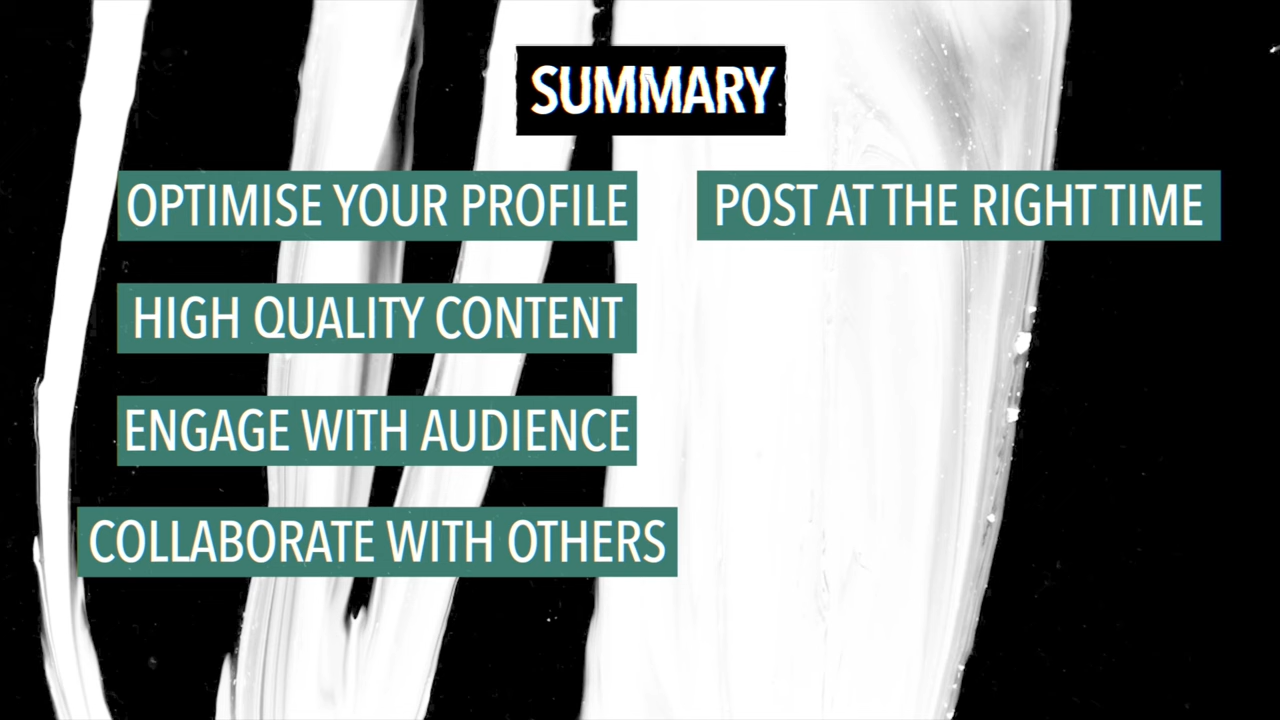 SUMMARY
OPTIMISE YOUR PROFILE
HIGH QUALITY CONTENT
ENGAGE WITH AUDIENCE
COLLABORATE WITH OTHERS
POST AT THE RIGHT TIME